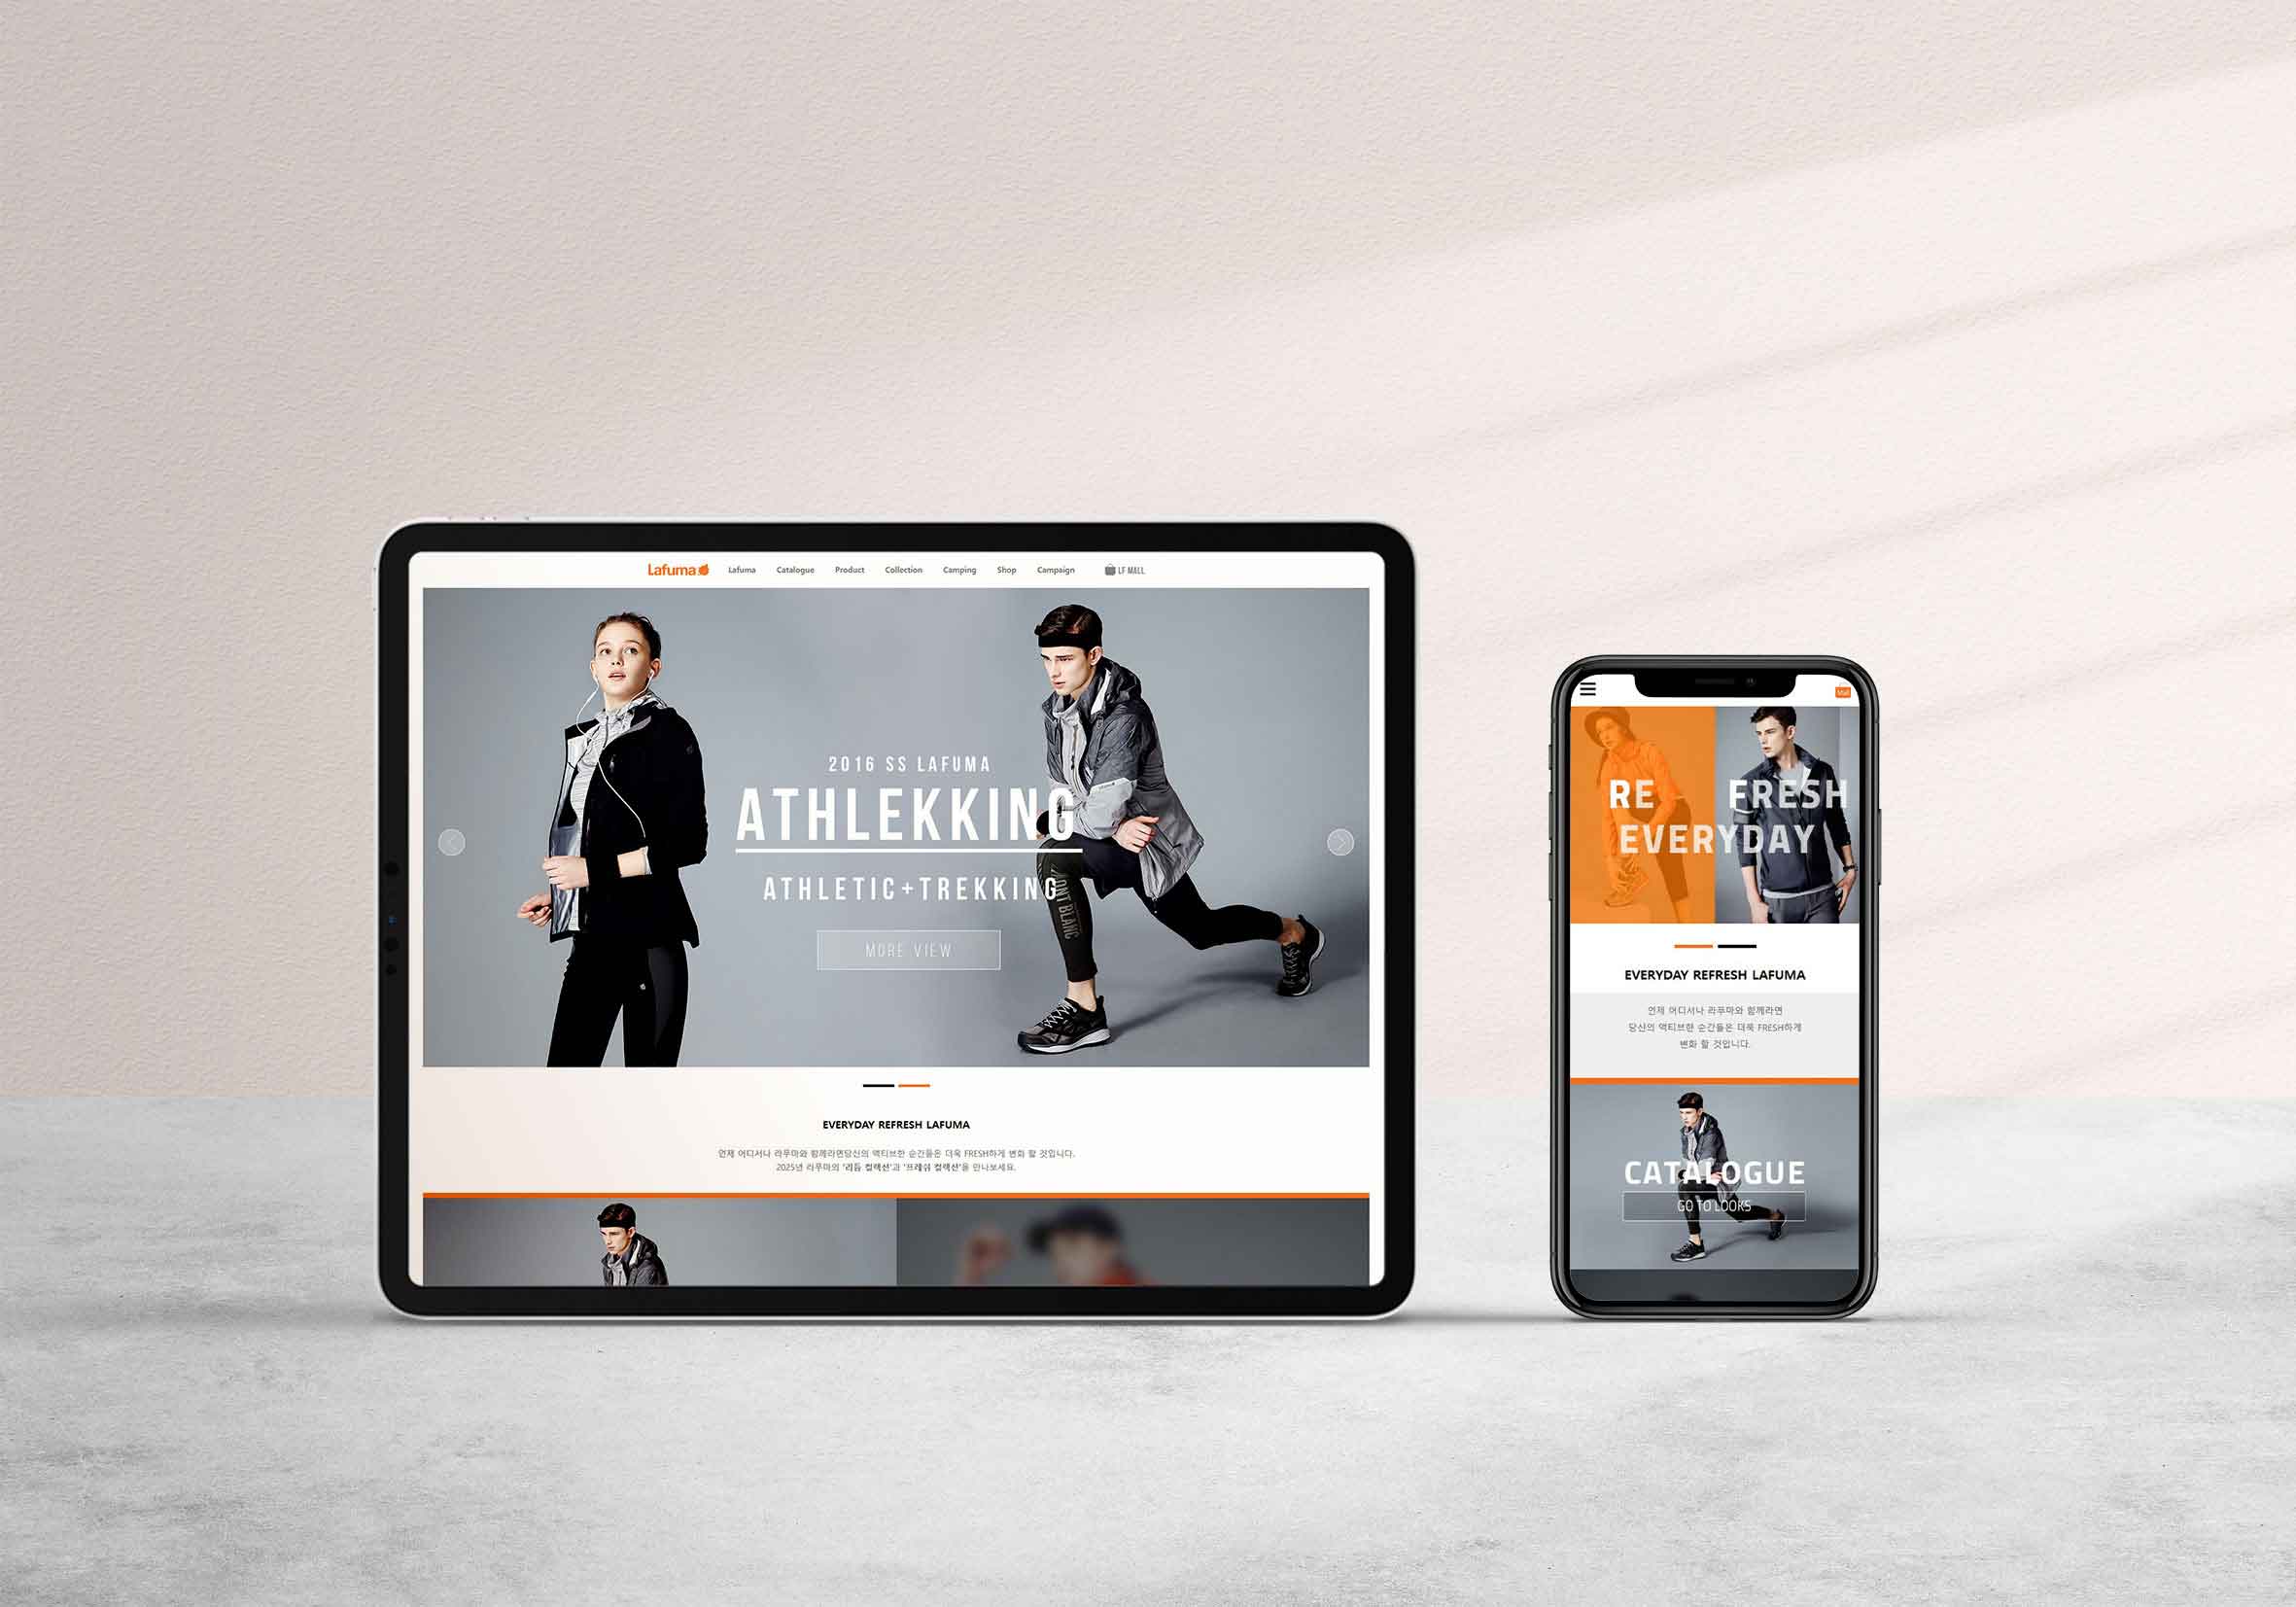 Lafuma Lafuma Catalogue Product Collection Camping Shop Campaign LF MALL
2016 SS LAFUMA
ATHLEKKING
ATHLETIC+TREKKING
MONT BLANC
MORE VIEW
EVERYDAY REFRESH LAFUMA
언제 어디서나 라푸마와 함께라면당신의 액티브한 순간들은 더욱 FRESH하게 변화 할 것입니다.
2025년 라푸마의 '리듬 컬렉션'과 '프레쉬 컬렉션'을 만나보세요.
Mall
RE FRESH
EVERYDAY
EVERYDAY REFRESH LAFUMA
언제 어디서나 라푸마와 함께라면
당신의 액티브한 순간들은 더욱 FRESH하게
변화 할 것입니다.
CATALOGUE
GO TO LOOKS